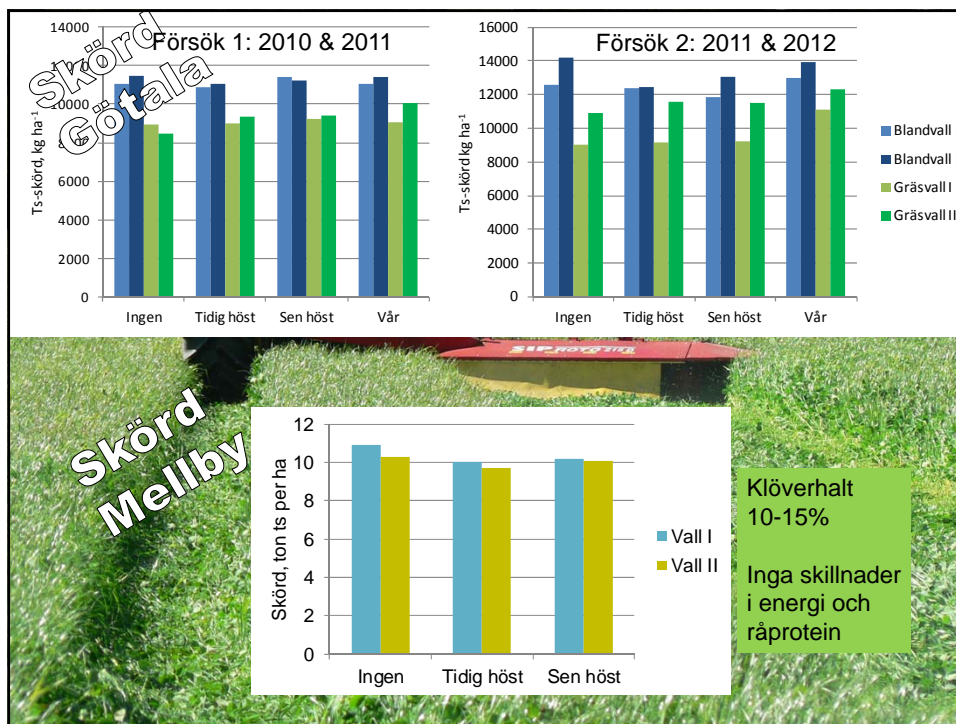 Skörd
Götala
Försök 1: 2010 & 2011
Ts-skörd, kg ha⁻¹
14000
12000
10000
8000
6000
4000
2000
0
Ingen
Tidig höst
Sen höst
Vår
Försök 2: 2011 & 2012
Ts-skörd kg ha⁻¹
16000
14000
12000
10000
8000
6000
4000
2000
0
Ingen
Tidig höst
Sen höst
Vår
Blandvall
Blandvall
Gräsvall I
Gräsvall II
Skörd
Mellby
Skörd, ton ts per ha
12
10
8
6
4
2
0
Ingen
Tidig höst
Sen höst
Vall I
Vall II
Klöverhalt
10-15%
Inga skillnader
i energi och
råprotein